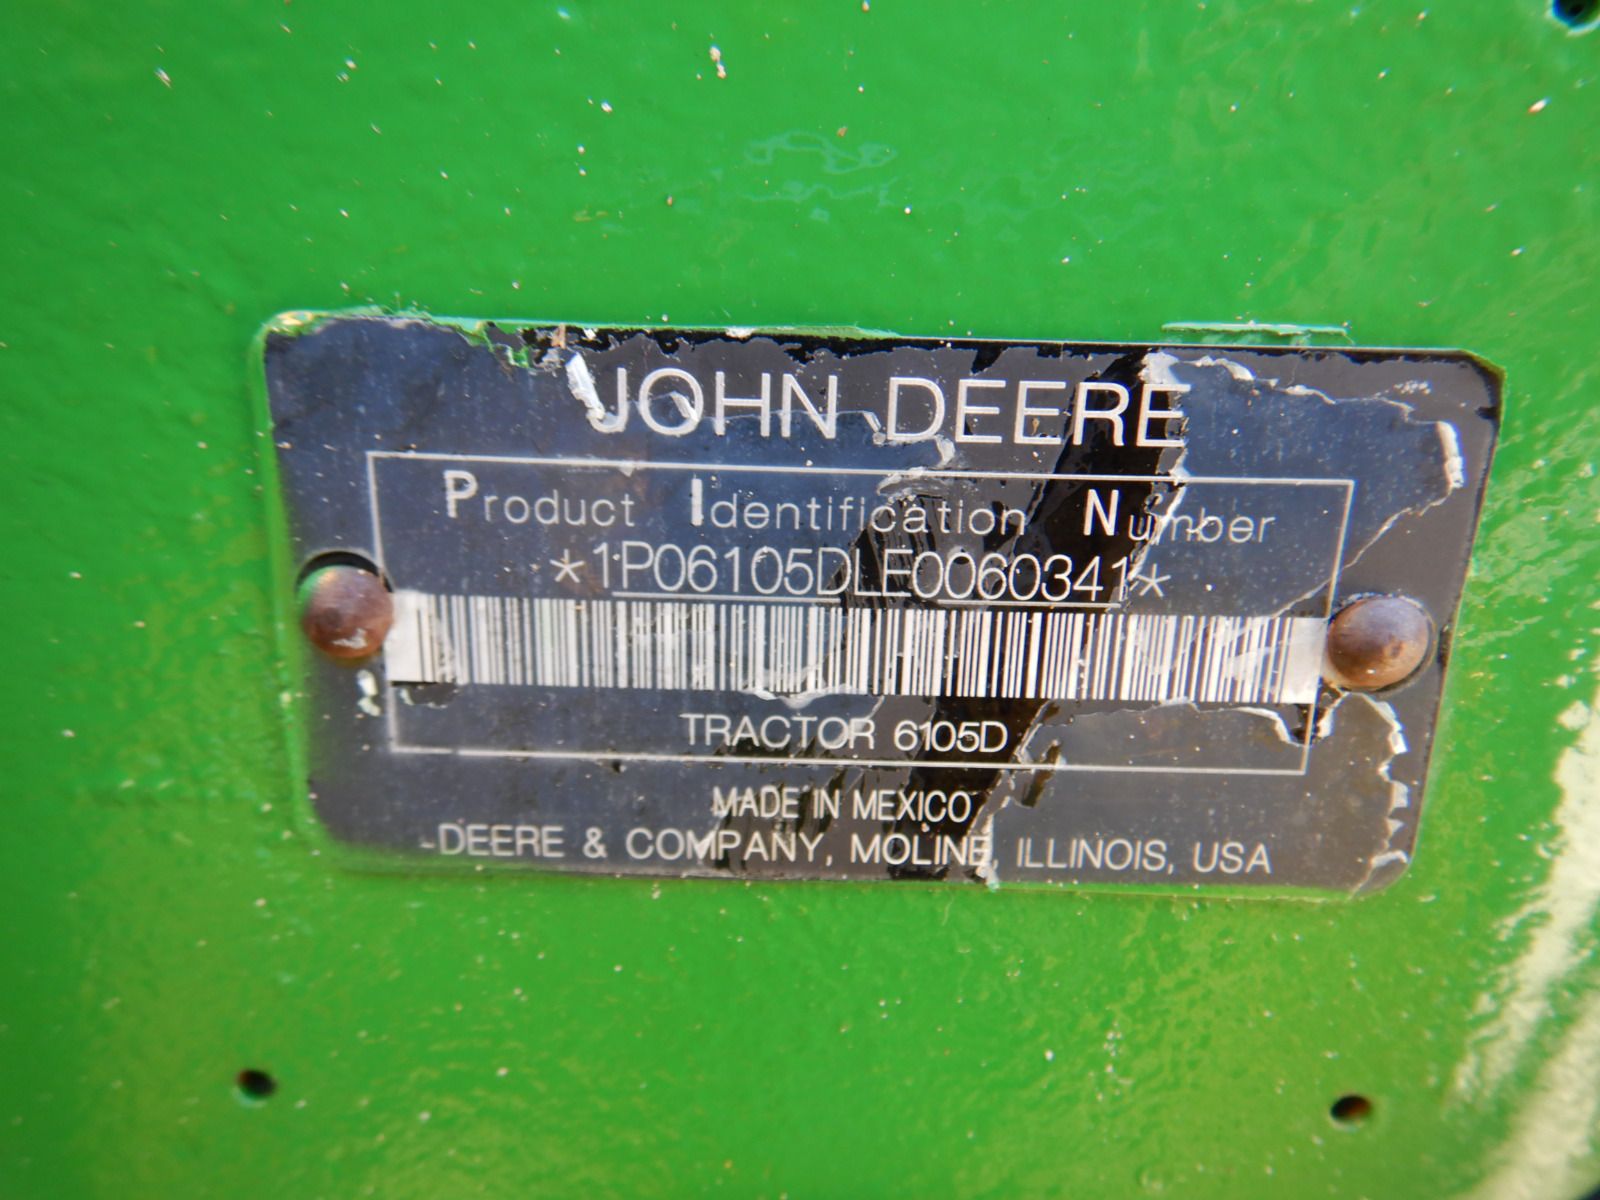 JOHN DEERE
Product Identification Number
*1P06105DLE0060341*
TRACTOR 6105D
MADE IN MEXICO
DEERE & COMPANY, MOLINE, ILLINOIS, USA